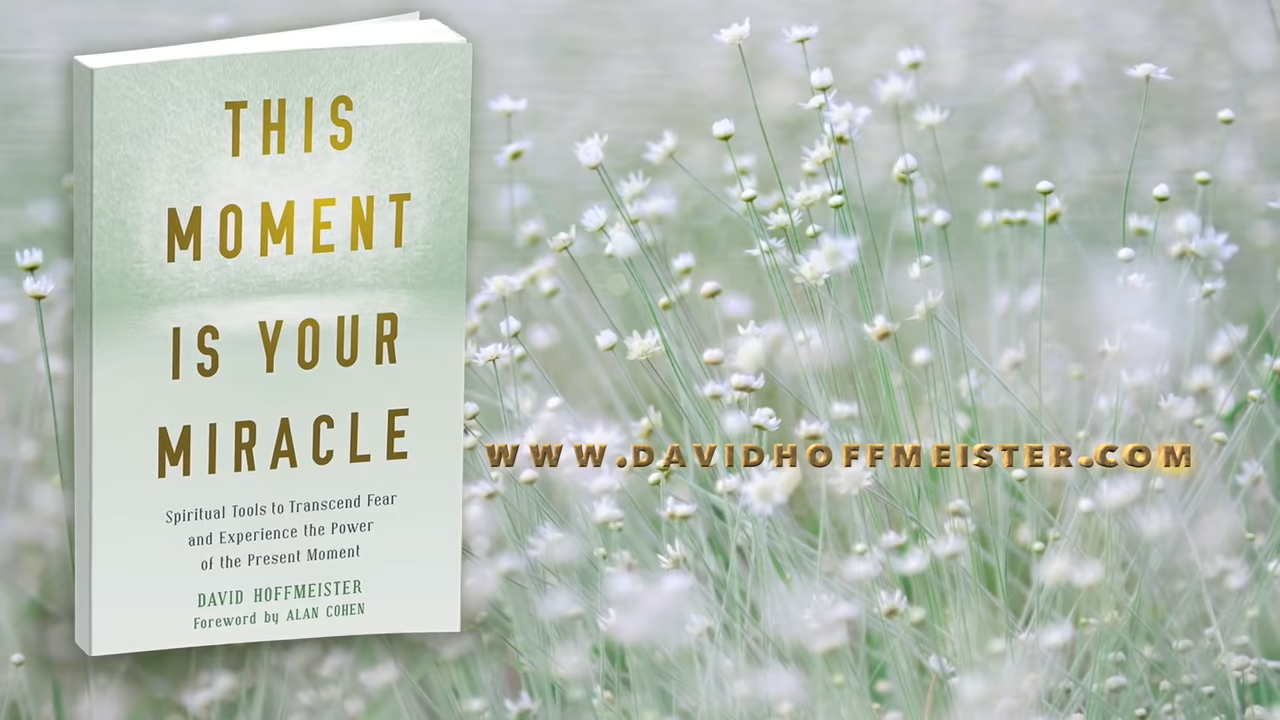 THIS
MOMENT
IS YOUR
MIRACLE
Spiritual Tools to Transcend Fear
and Experience the Power
of the Present Moment
DAVID HOFFMEISTER
Foreword by ALAN COHEN
WWW.DAVIDHOFFMEISTER.COM